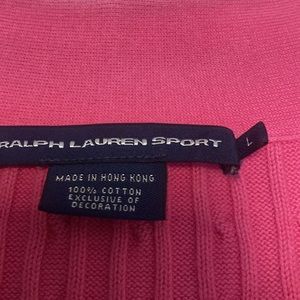 RALPH LAUREN SPORT
L
MADE IN HONG KONG
100% COTTON
EXCLUSIVE OF
DECORATION